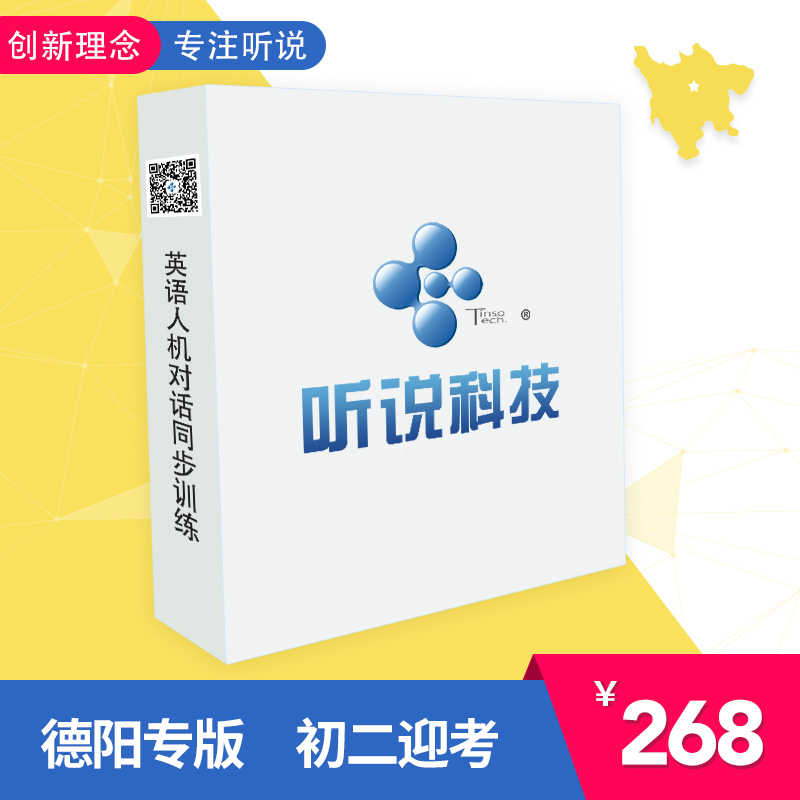 创新理念
专注听说
英语人机对话同步训练
Tinso
Tech.
®
听说科技
德阳专版 初二迎考
¥268